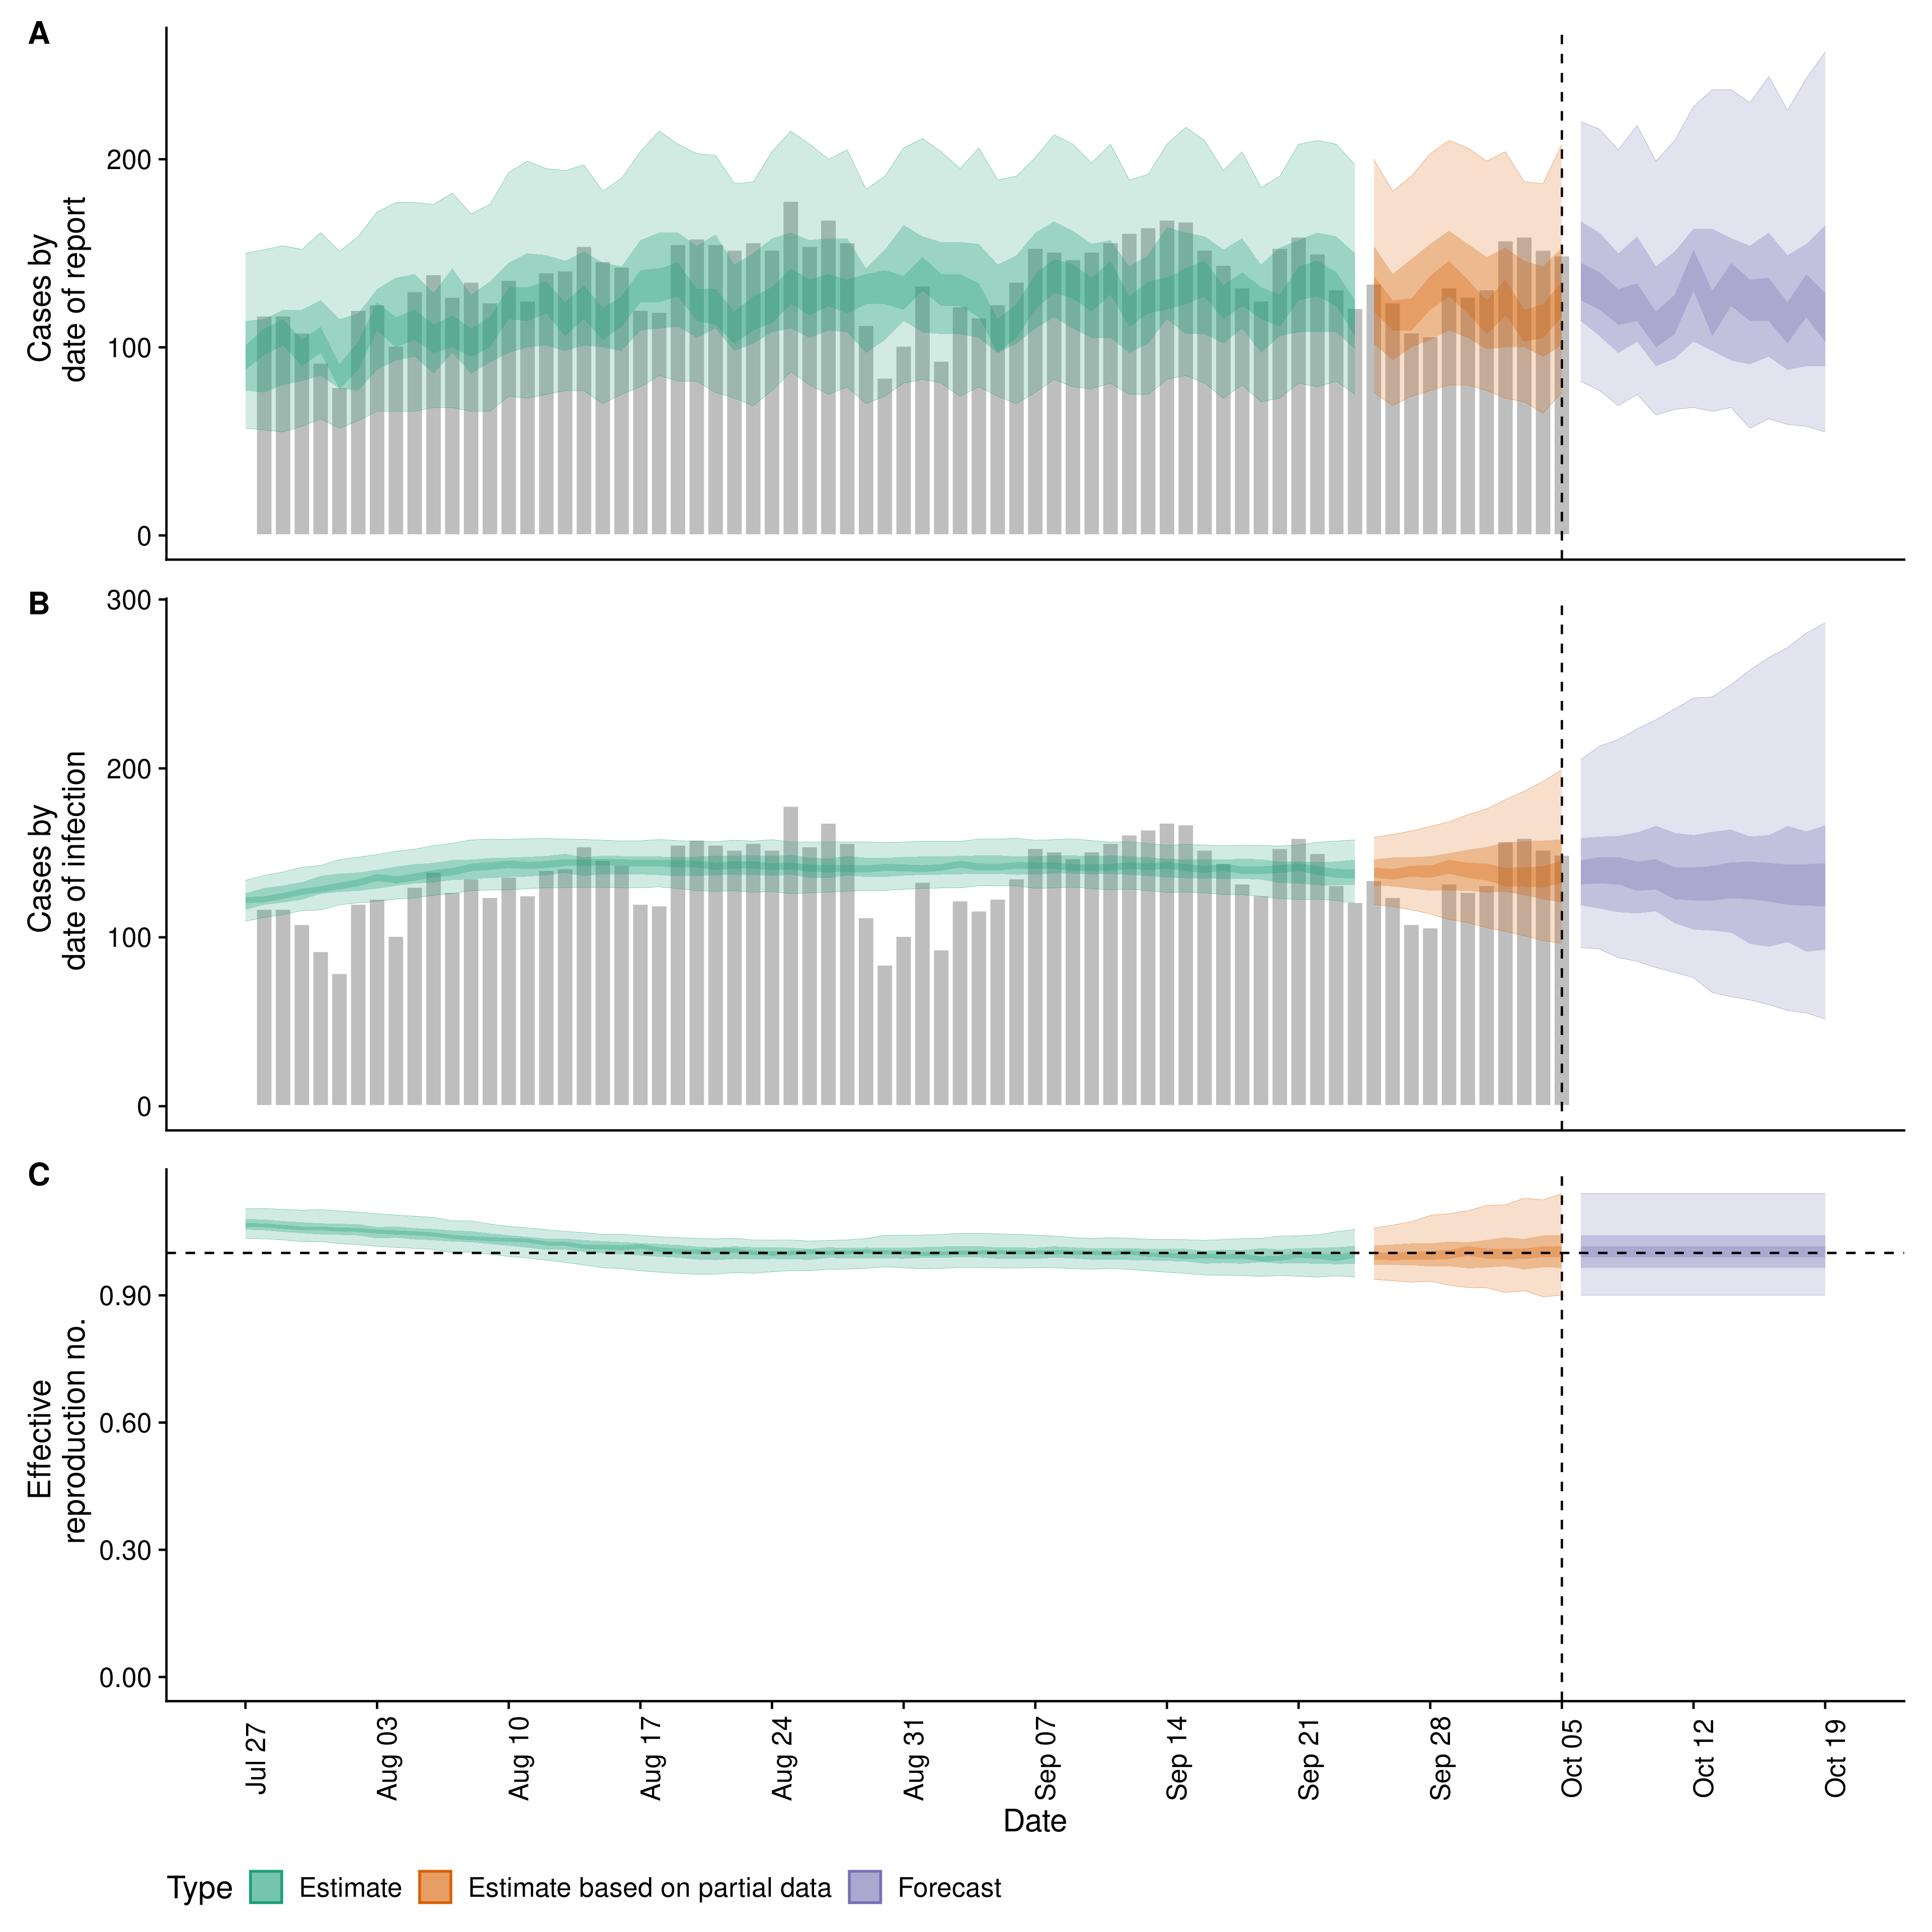 A
Cases by
date of report
200
100
0
B
Cases by
date of infection
300
200
100
0
C
Effective
reproduction no.
0.90
0.60
0.30
0.00
Jul 27
Aug 03
Aug 10
Aug 17
Aug 24
Aug 31
Sep 07
Sep 14
Sep 21
Sep 28
Oct 05
Oct 12
Oct 19
Date
Type Estimate Estimate based on partial data Forecast